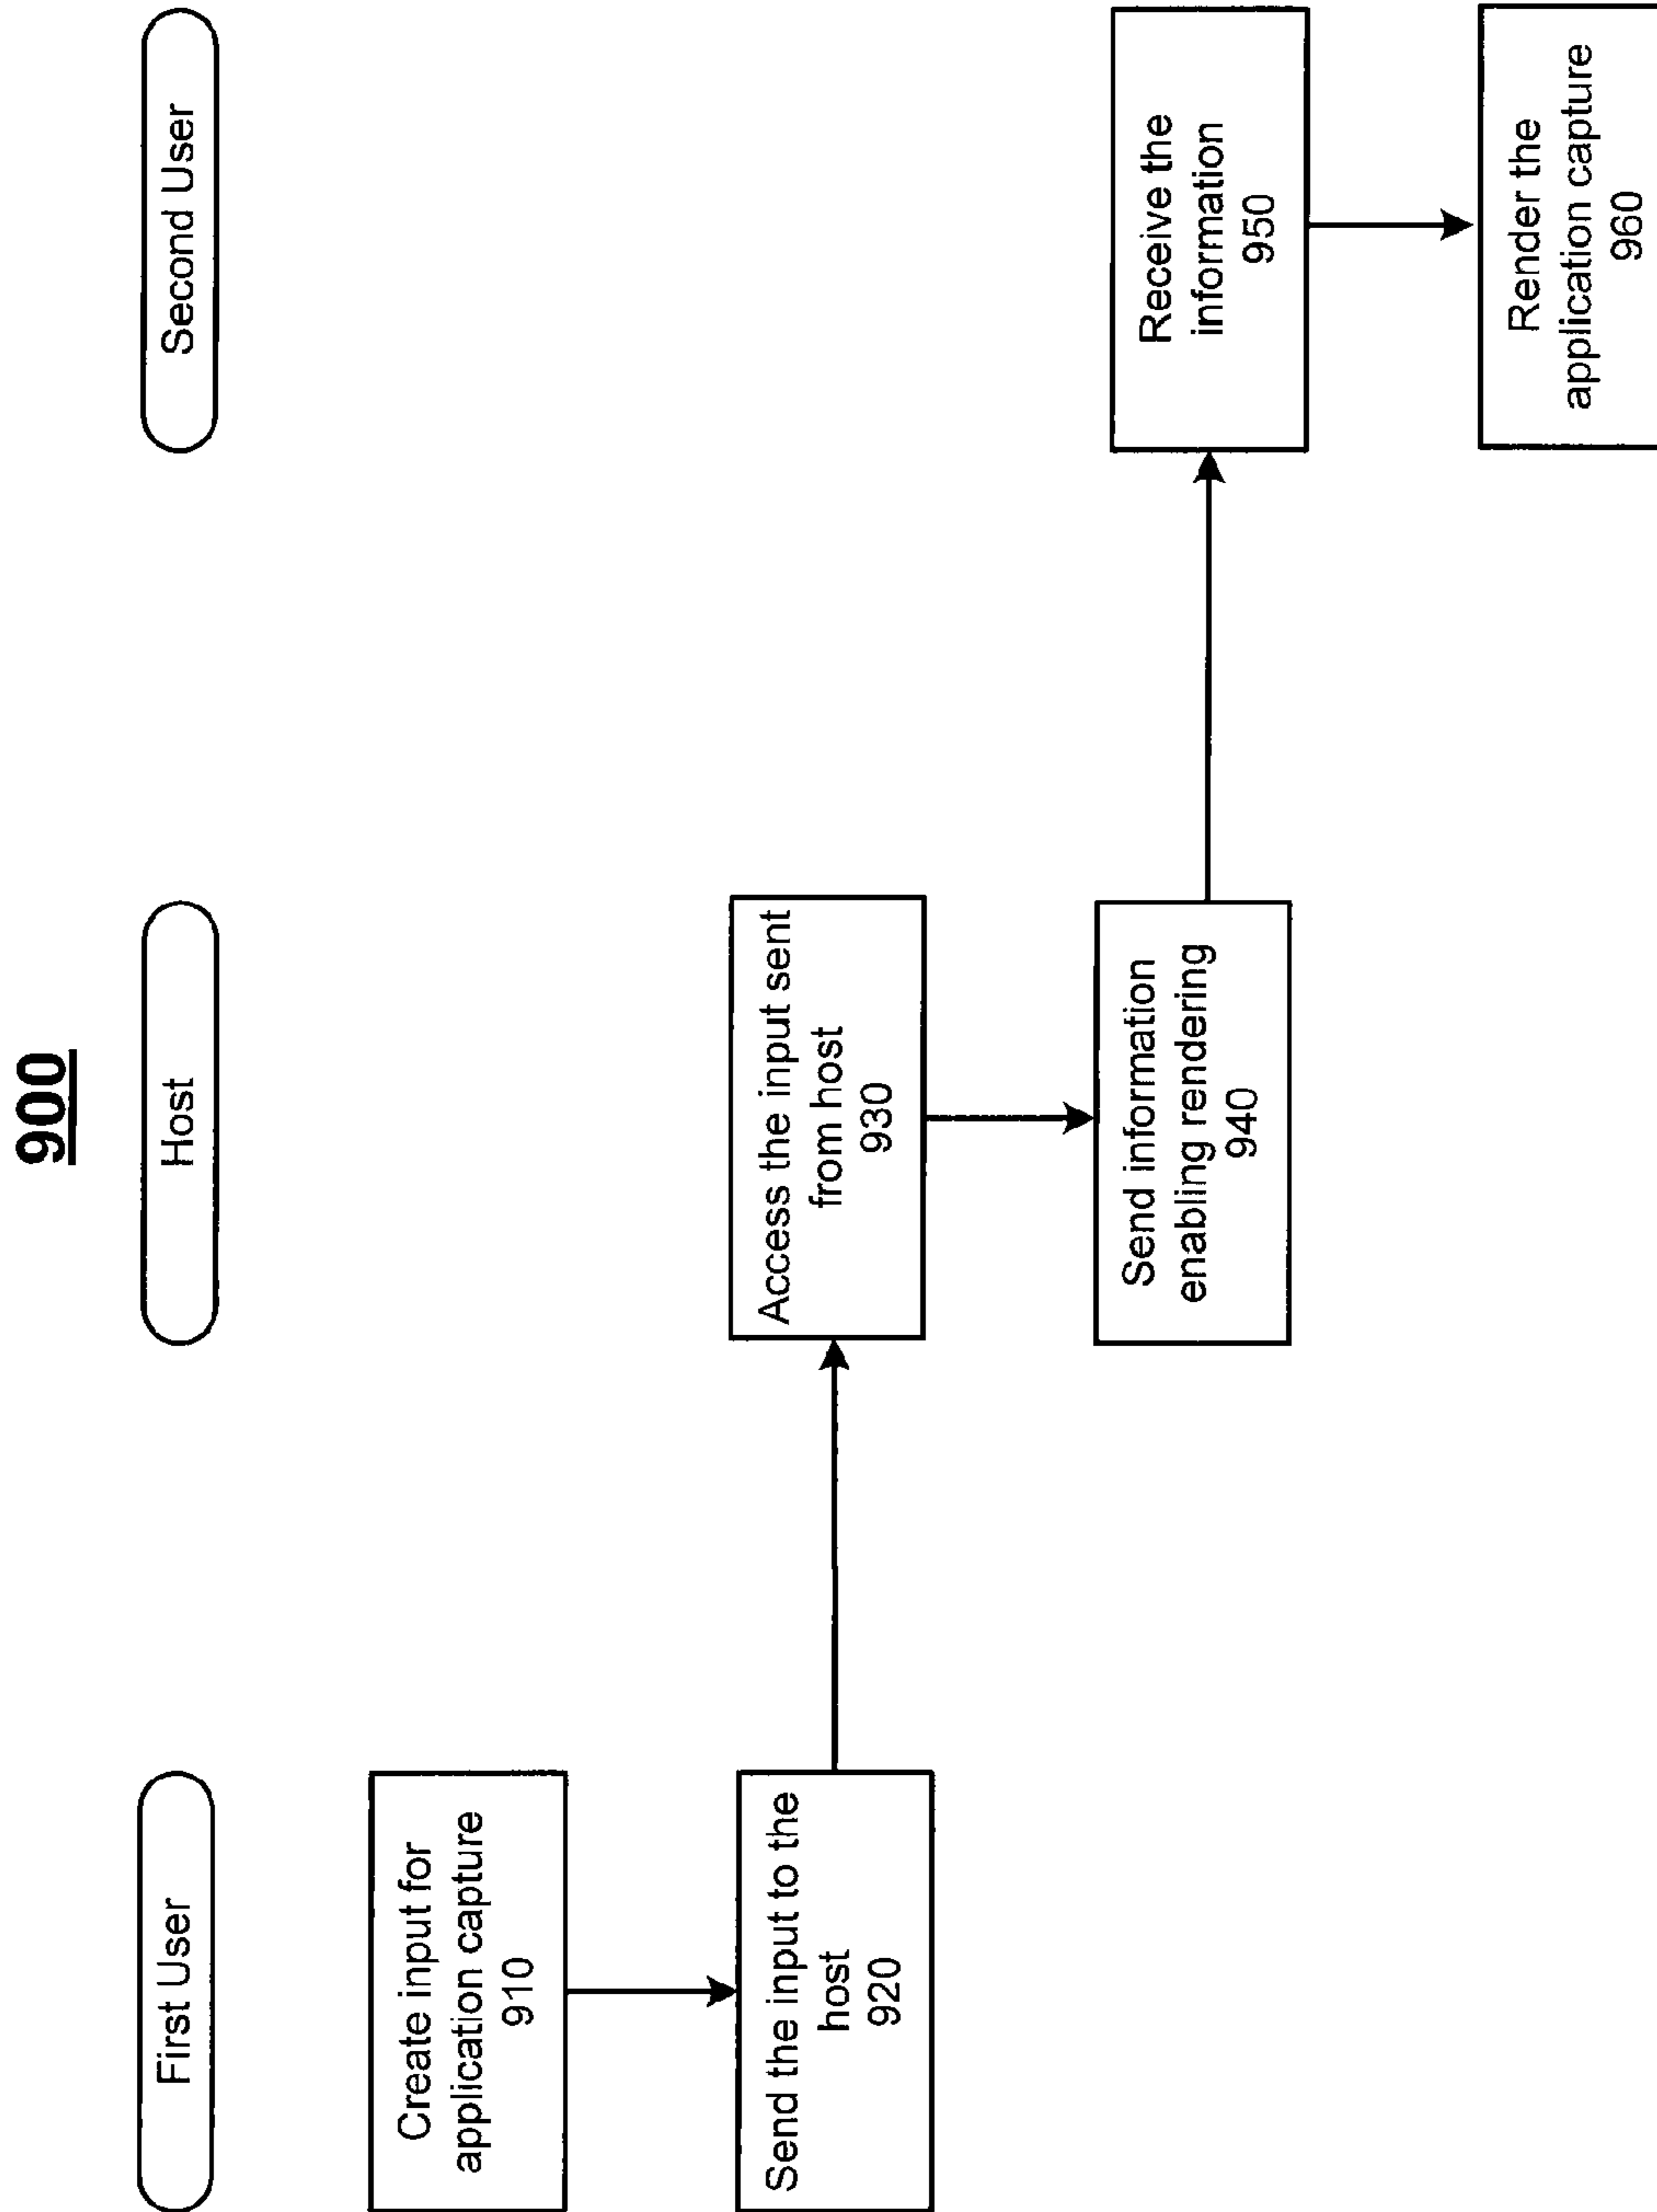 900
First User
Host
Second User
Create input for
application capture
910
Send the input to the
host
920
Access the input sent
from host
930
Send information
enabling rendering
940
Receive the
information
950
Render the
application capture
960